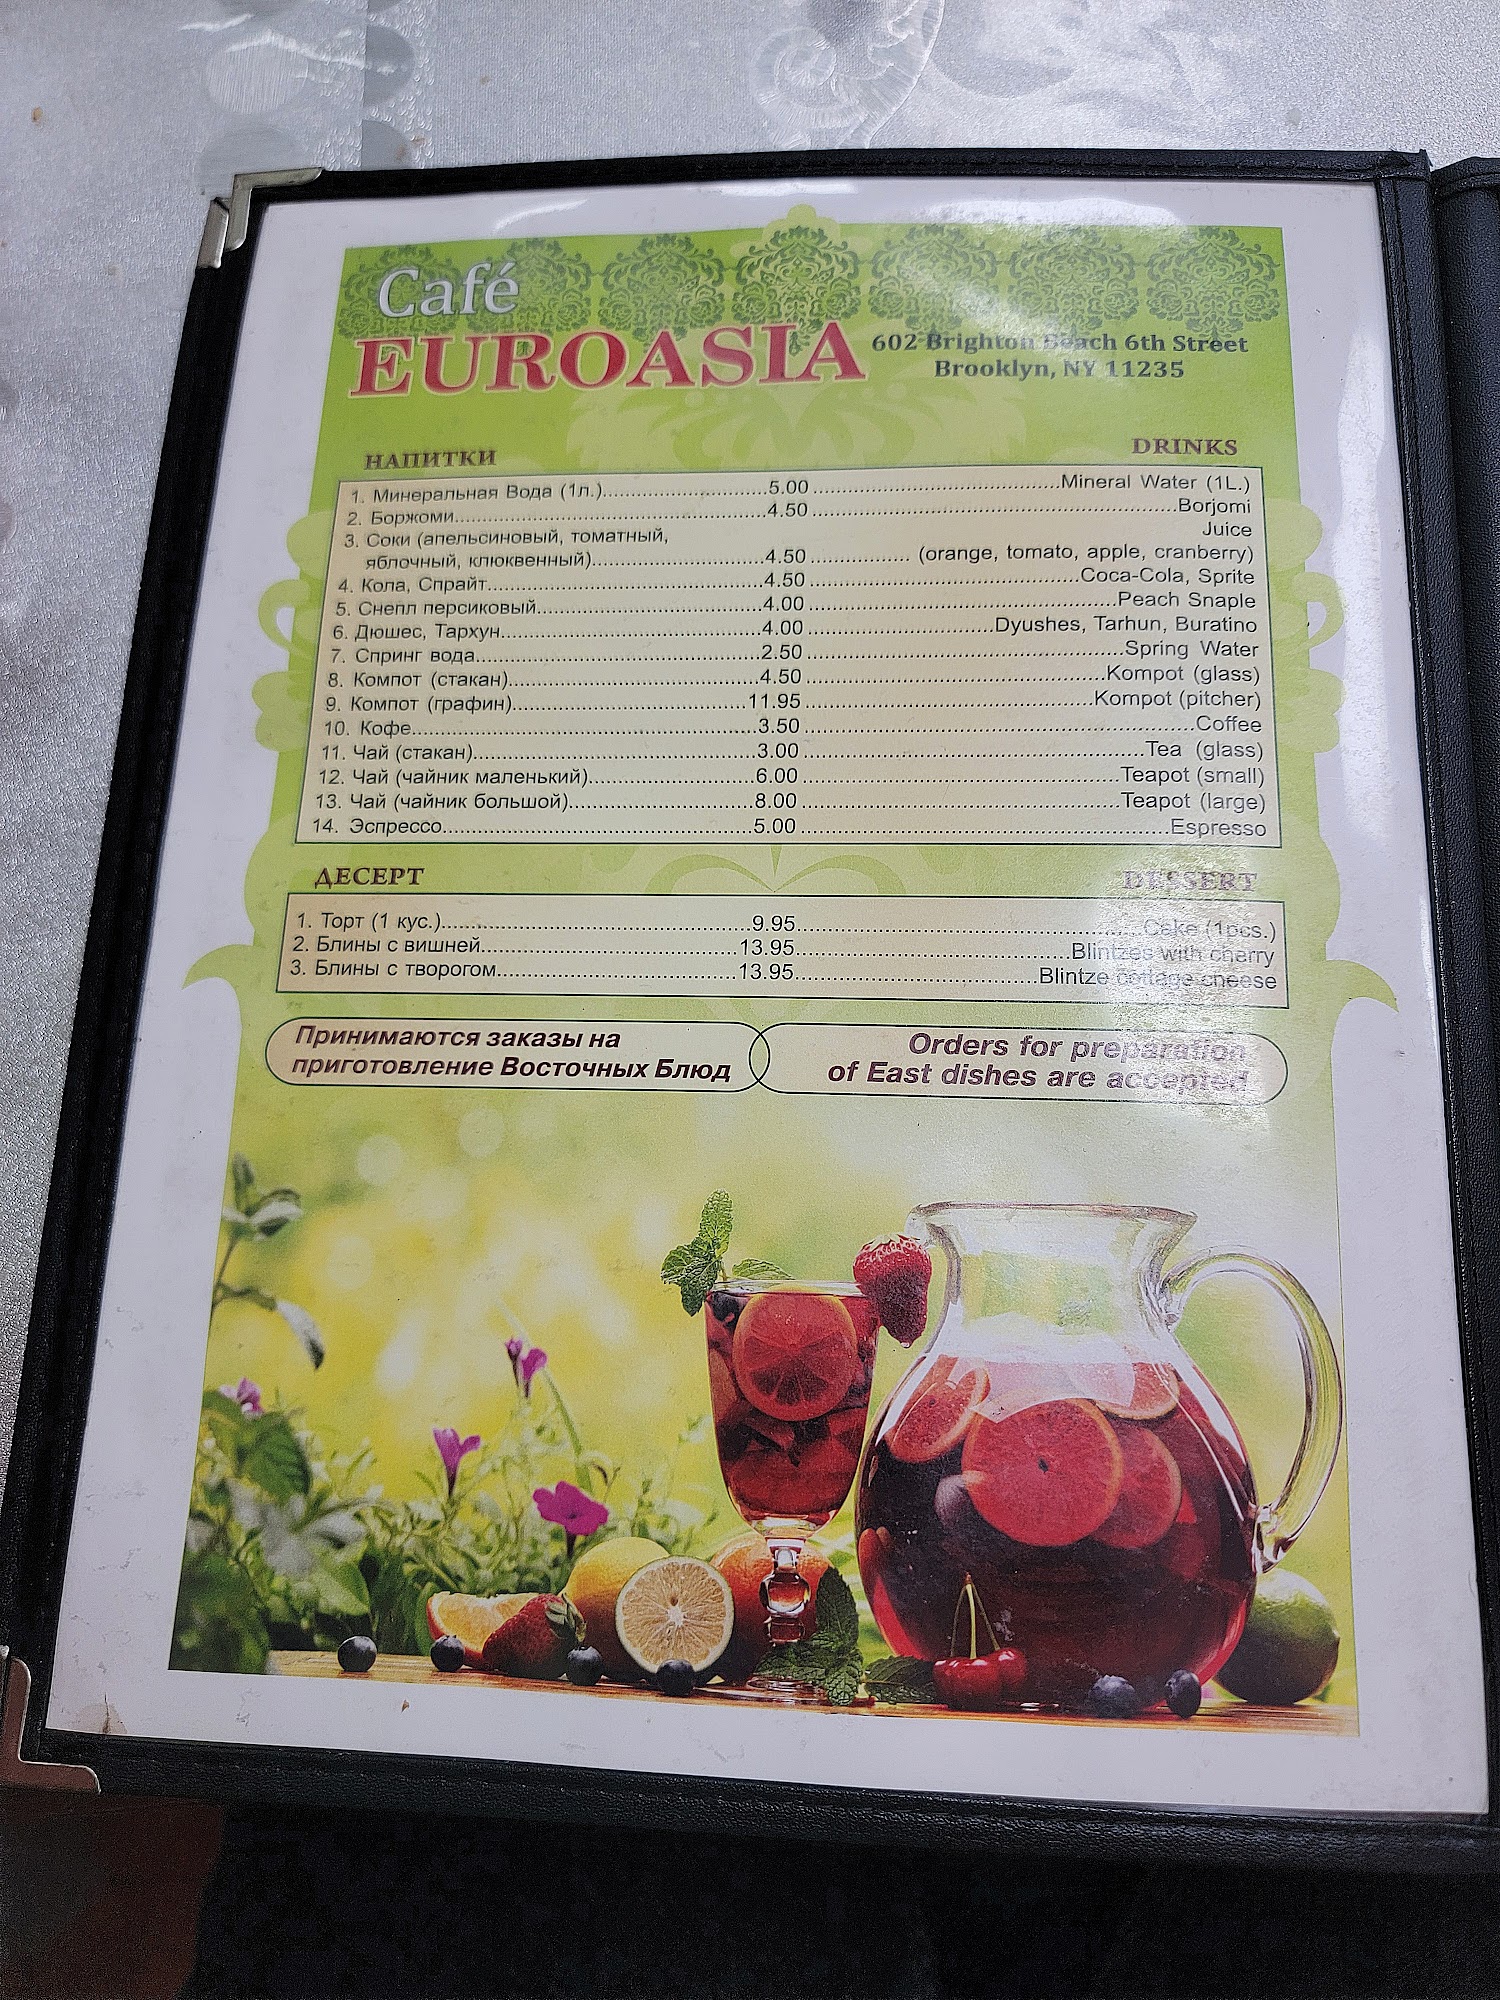 Café
EUROASIA
602 Brighton Beach 6th Street
Brooklyn, NY 11235
НАПИТКИ DRINKS
1. Минеральная Вода (1л.)..........5.00..........Mineral Water (1L.)
2. Боржоми..........4.50..........Borjomi
3. Соки (апельсиновый, томатный, Juice
яблочный, клюквенный)..........4.50.......... (orange, tomato, apple, cranberry)
4. Кола, Спрайт..........4.50..........Coca-Cola, Sprite
5. Снепл персиковый..........4.00..........Peach Snaple
6. Дюшес, Тархун..........4.00..........Dyushes, Tarhun, Buratino
7. Спринг вода..........2.50..........Spring Water
8. Компот (стакан)..........4.50..........Kompot (glass)
9. Компот (графин)..........11.95..........Kompot (pitcher)
10. Кофе..........3.50..........Coffee
11. Чай (стакан)..........3.00..........Tea (glass)
12. Чай (чайник маленький)..........6.00..........Teapot (small)
13. Чай (чайник большой)..........8.00..........Teapot (large)
14. Эспрессо..........5.00..........Espresso
ДЕСЕРТ DESSERT
1. Торт (1 кус.)..........9.95..........Cake (1pcs.)
2. Блины с вишней..........13.95..........Blintzes with cherry
3. Блины с творогом..........13.95..........Blintze cottage cheese
Принимаются заказы на
приготовление Восточных Блюд
Orders for preparation
of East dishes are accepted